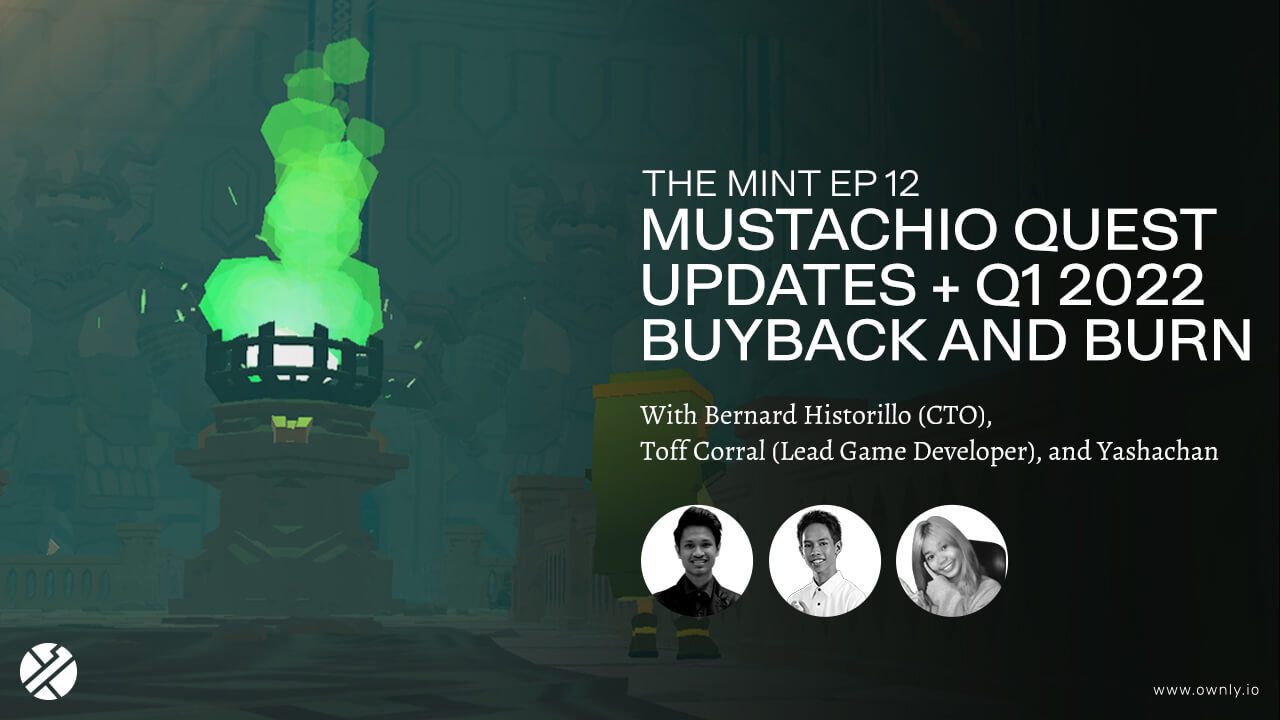 THE MINT EP 12
MUSTACHIO QUEST
UPDATES + Q1 2022
BUYBACK AND BURN
With Bernard Historillo (CTO),
Toff Corral (Lead Game Developer), and Yashachan
www.ownly.io